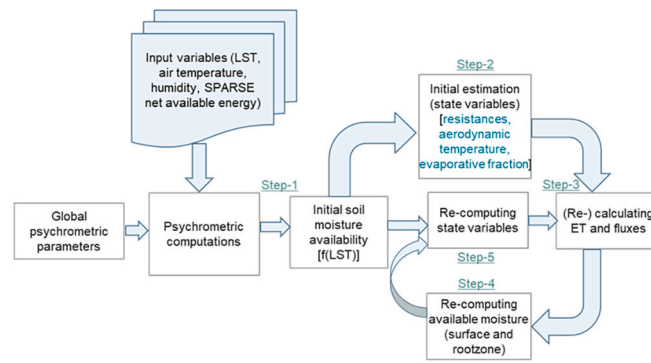 Input variables (LST,
air temperature,
humidity, SPARSE
net available energy)
Step-2
Initial estimation
(state variables)
[resistances,
aerodynamic
temperature,
evaporative fraction]
Step-1
Step-3
Global
psychrometric
parameters
Psychrometric
computations
Initial soil
moisture
availability
[f(LST)]
Re-computing
state variables
(Re-) calculating
ET and fluxes
Step-5
Step-4
Re-computing
available moisture
(surface and
rootzone)